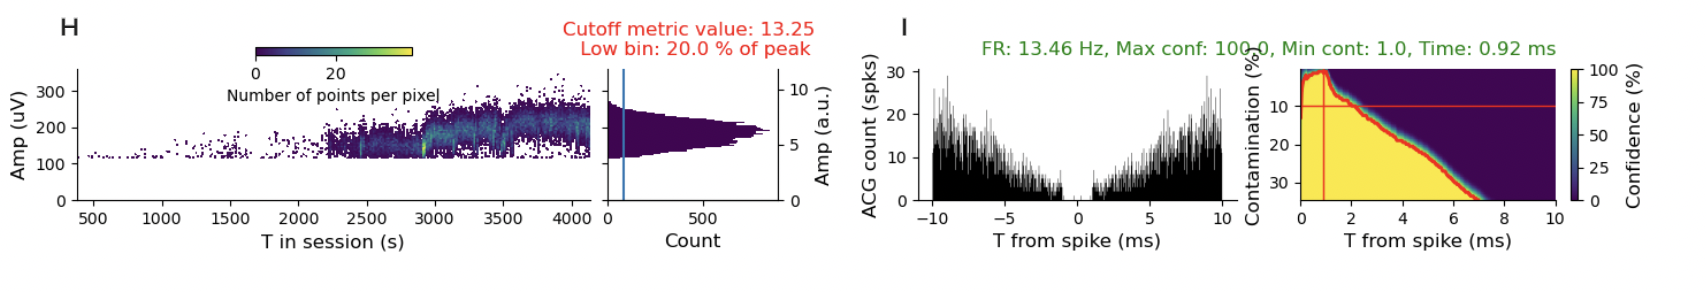 H
Cutoff metric value: 13.25
Low bin: 20.0 % of peak
0 20
Number of points per pixel
Amp (uV)
300
200
100
0
500 1000 1500 2000 2500 3000 3500 4000
T in session (s)
0 500
Count
10
5
0
Amp (a.u.)
I
FR: 13.46 Hz, Max conf: 100.0, Min cont: 1.0, Time: 0.92 ms
ACG count (spks)
30
20
10
0
−10 −5 0 5 10
T from spike (ms)
Contamination (%)
10
20
30
0 2 4 6 8 10
T from spike (ms)
100
75
50
25
0
Confidence (%)